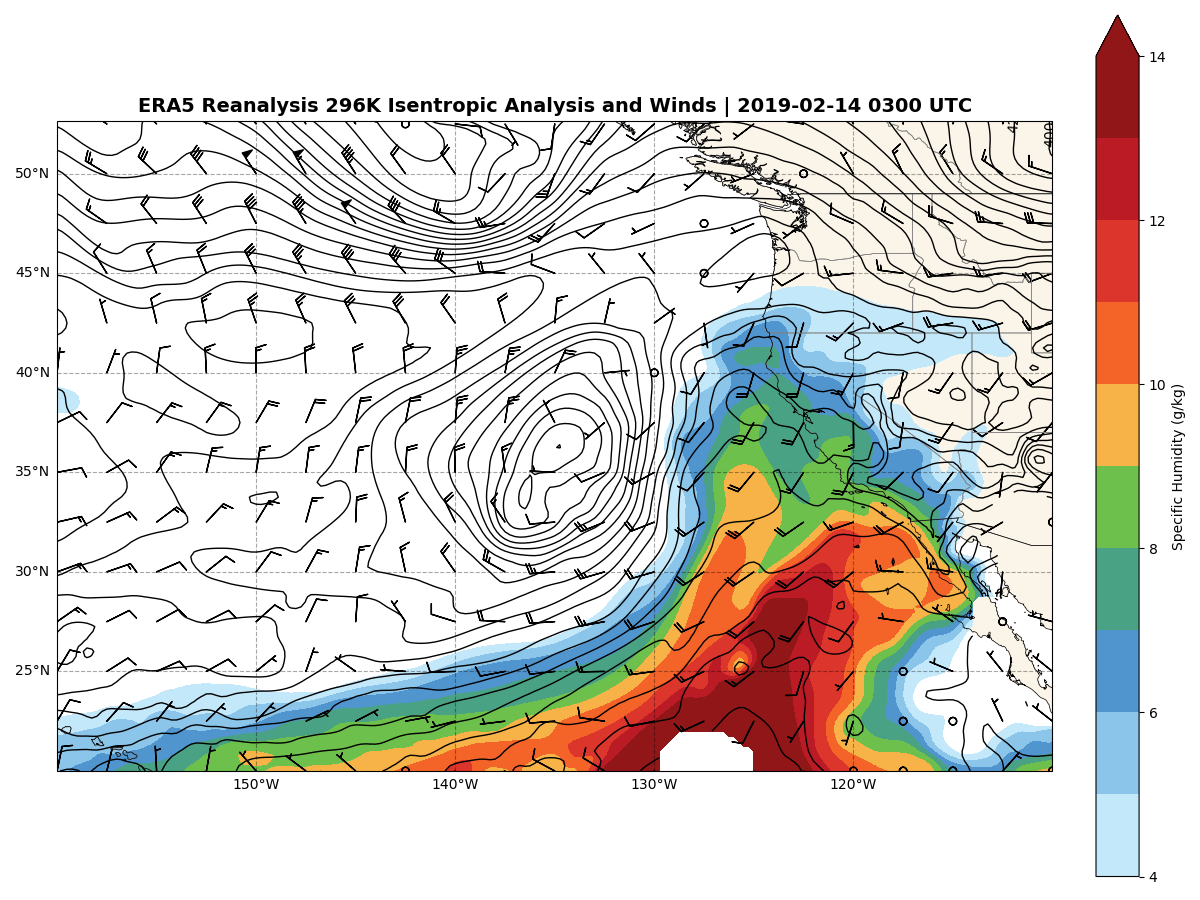 ERA5 Reanalysis 296K Isentropic Analysis and Winds | 2019-02-14 0300 UTC
14
12
10
8
6
4
Specific Humidity (g/kg)
50°N
45°N
40°N
35°N
30°N
25°N
150°W
140°W
130°W
120°W
400